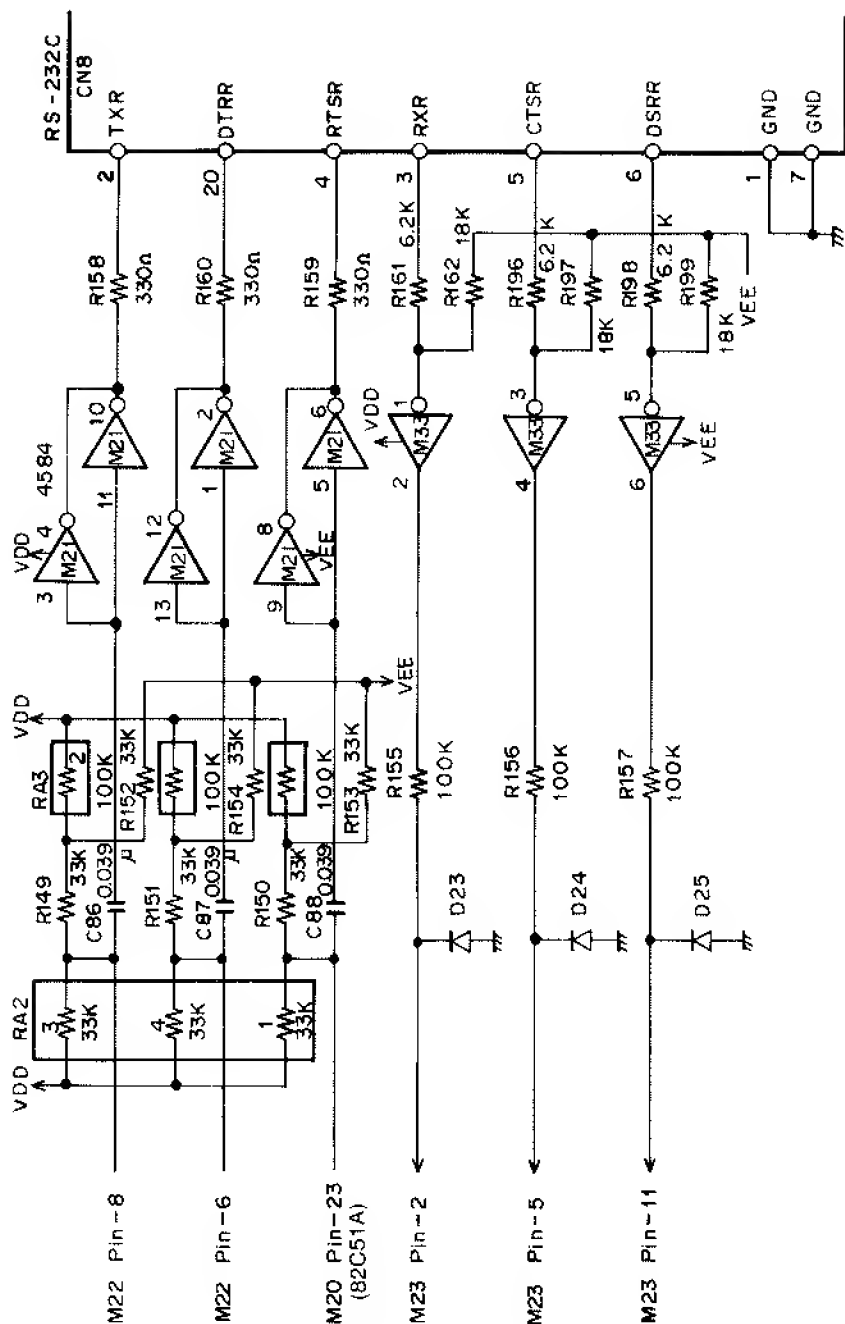 RS-232C
CN8
2 TXR
20 DTRR
4 RTSR
3 RXR
5 CTSR
6 DSRR
1 GND
7 GND
R158
330Ω
R160
330Ω
R159
330Ω
R161
6.2K
R162
18K
R196
6.2 K
R197
18K
R198
6.2 K
R199
18K
VEE
VDD
4584
3 M21 4
11 M21 10
13 M21 12
1 M21 2
9 M21 8
VEE
5 M21 6
VDD
1 M33 2
3 M33 4
5 M33 6
VEE
VDD
RA3
2
100K
R152 33K
100K
R154 33K
100K
R153 33K
VEE
R155
100K
R156
100K
R157
100K
R149
33K
C86
0.039 μ
R151
33K
C87
0.039 μ
R150
33K
C88
0.039
D23
D24
D25
RA2
3
33K
4
33K
1
33K
VDD
M22 Pin-8
M22 Pin-6
M20 Pin-23
(82C51A)
M23 Pin-2
M23 Pin-5
M23 Pin-11